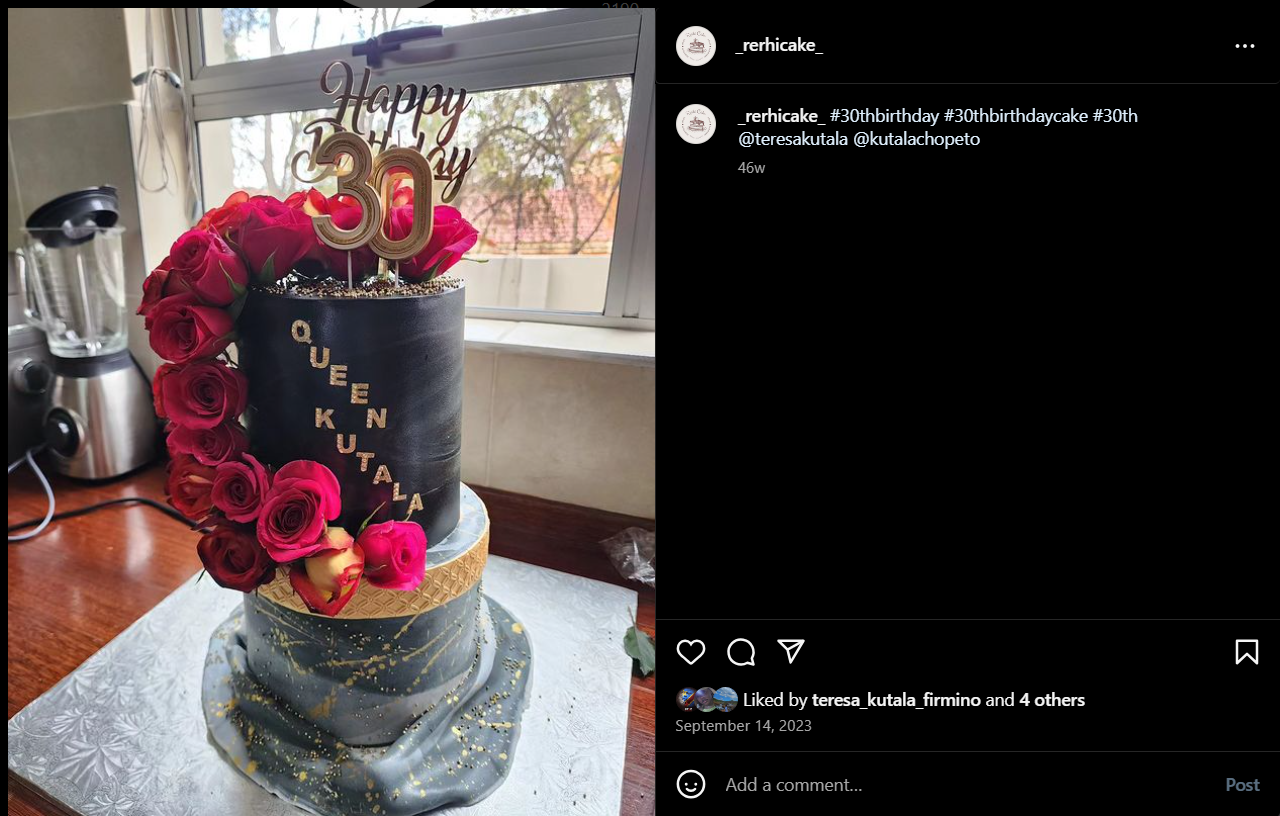 2190
Happy
Birthday
30
QUEEN
KUTALA
_rerhicake_
_rerhicake_ #30thbirthday #30thbirthdaycake #30th
@teresakutala @kutalachopeto
46w
Liked by teresa_kutala_firmino and 4 others
September 14, 2023
Add a comment...
Post